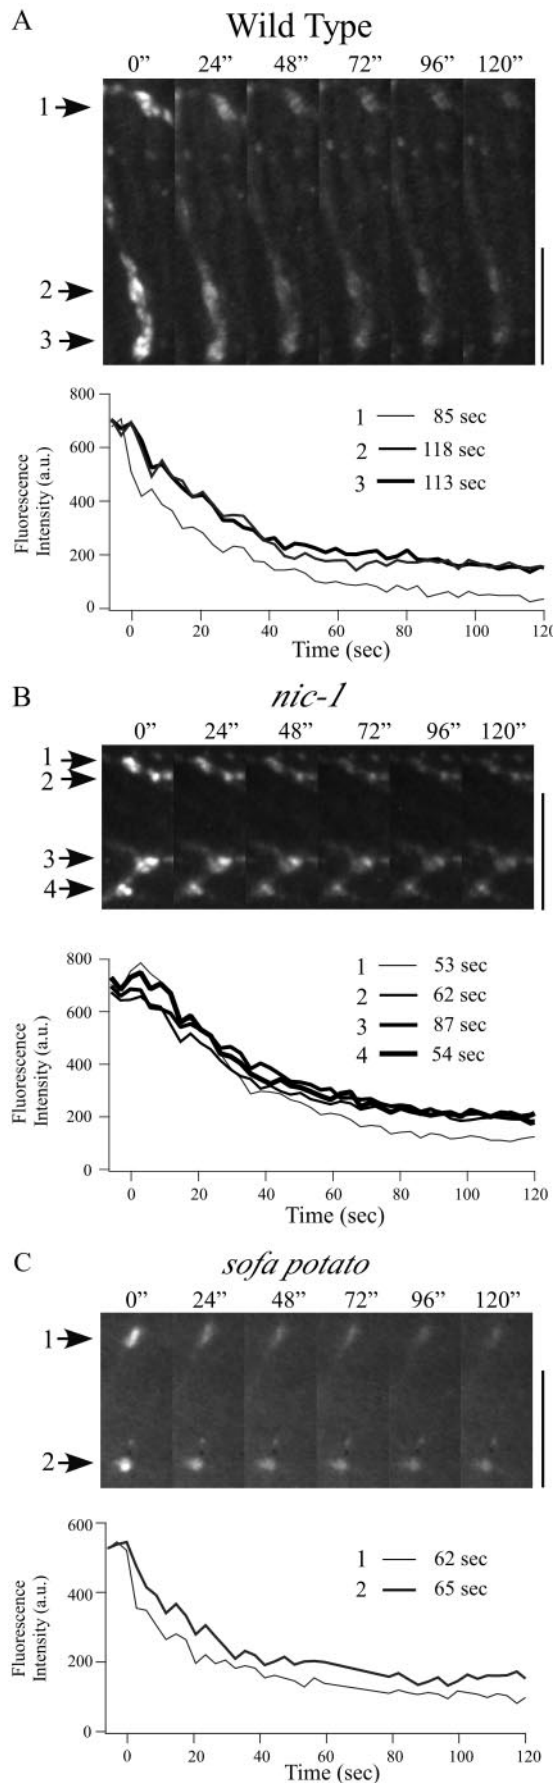 A
Wild Type
0” 24” 48” 72” 96” 120”
1
2
3
800
600
400
200
0
Fluorescence
Intensity (a.u.)
1 85 sec
2 118 sec
3 113 sec
0 20 40 60 80 100 120
Time (sec)
B
nic-1
0” 24” 48” 72” 96” 120”
1
2
3
4
800
600
400
200
0
Fluorescence
Intensity (a.u.)
1 53 sec
2 62 sec
3 87 sec
4 54 sec
0 20 40 60 80 100 120
Time (sec)
C
sofa potato
0” 24” 48” 72” 96” 120”
1
2
600
400
200
0
Fluorescence
Intensity (a.u.)
1 62 sec
2 65 sec
0 20 40 60 80 100 120
Time (sec)